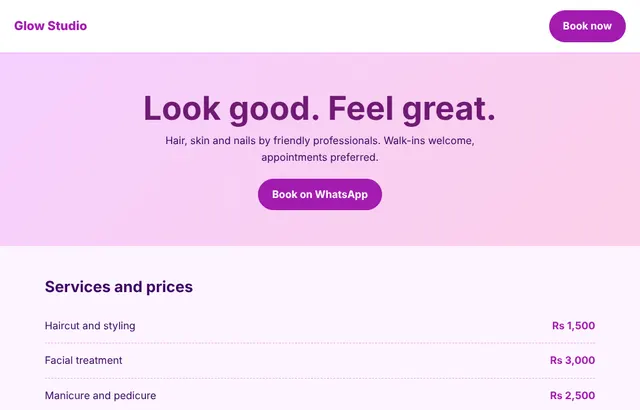 Glow Studio
Book now
Look good. Feel great.
Hair, skin and nails by friendly professionals. Walk-ins welcome,
appointments preferred.
Book on WhatsApp
Services and prices
Haircut and styling Rs 1,500
Facial treatment Rs 3,000
Manicure and pedicure Rs 2,500